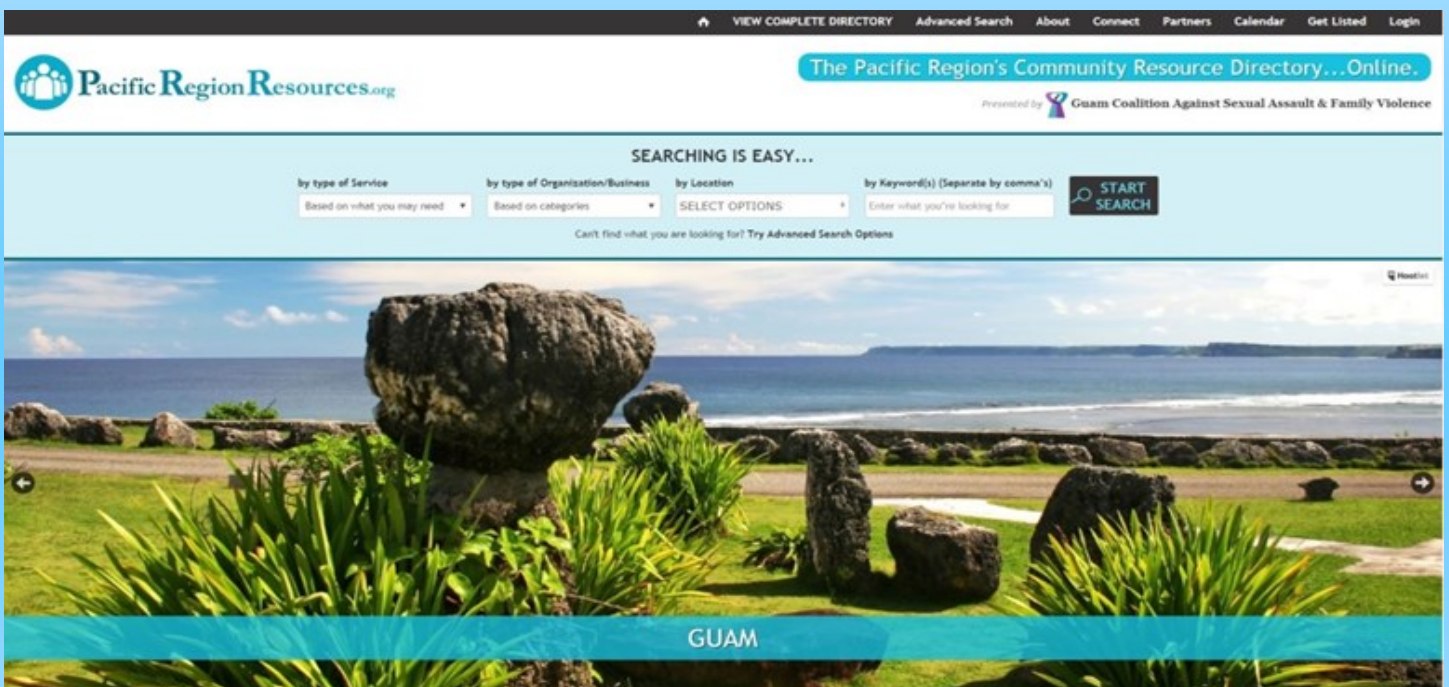 VIEW COMPLETE DIRECTORY Advanced Search About Connect Partners Calendar Get Listed Login
Pacific Region Resources.org
The Pacific Region's Community Resource Directory...Online.
Presented by Guam Coalition Against Sexual Assault & Family Violence
SEARCHING IS EASY...
by type of Service by type of Organization/Business by Location by Keyword(s) (Separate by comma's)
Based on what you may need Based on categories SELECT OPTIONS Enter what you're looking for
START
SEARCH
Can't find what you are looking for? Try Advanced Search Options
Hootlet
GUAM